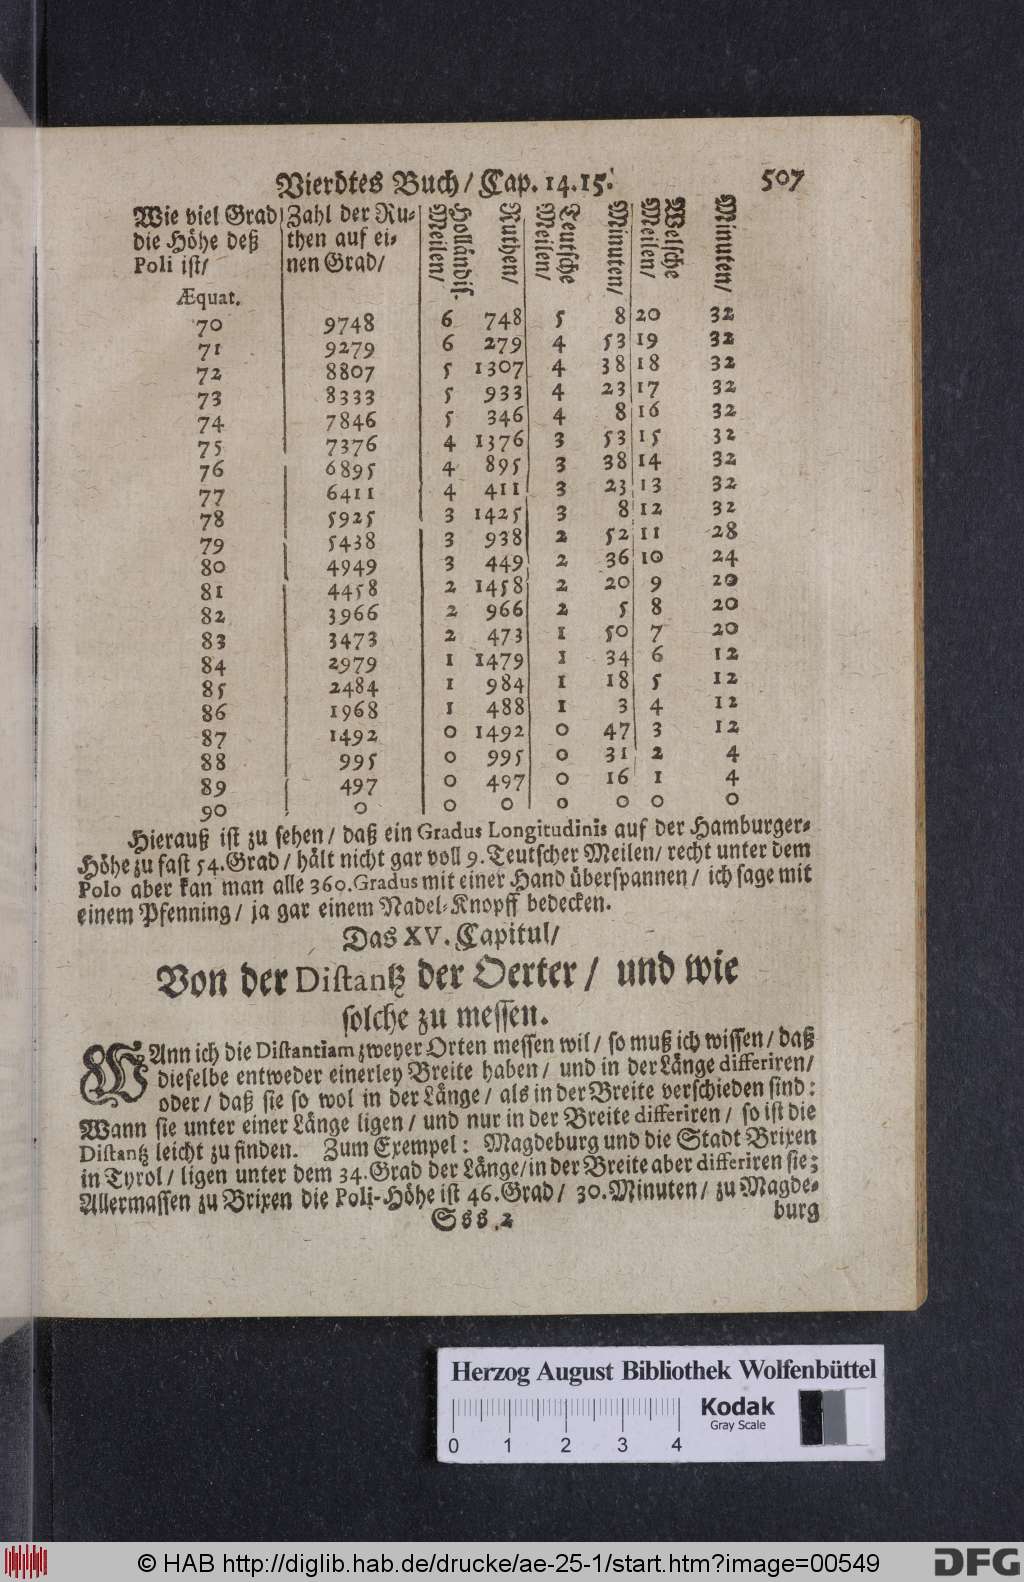 Vierdtes Buch / Cap. 14. 15. 507
Wie viel Grad die Höhe deß Poli ist/ Zahl der Ruthen auf einen Grad/ Holländis. Meilen/ Ruthen/ Teutsche Meilen/ Minuten/ Welsche Meilen/ Minuten/
Æquat.
70 9748 6 748 5 8 20 32
71 9279 6 279 4 53 19 32
72 8807 5 1307 4 38 18 32
73 8333 5 933 4 23 17 32
74 7846 5 346 4 8 16 32
75 7376 4 1376 3 53 15 32
76 6895 4 895 3 38 14 32
77 6411 4 411 3 23 13 32
78 5925 3 1425 3 8 12 32
79 5438 3 938 2 52 11 28
80 4949 3 449 2 36 10 24
81 4458 2 1458 2 20 9 20
82 3966 2 966 2 5 8 20
83 3473 2 473 1 50 7 20
84 2979 1 1479 1 34 6 12
85 2484 1 984 1 18 5 12
86 1968 1 488 1 3 4 12
87 1492 0 1492 0 47 3 12
88 995 0 995 0 31 2 4
89 497 0 497 0 16 1 4
90 0 0 0 0 0 0 0
Hierauß ist zu sehen / daß ein Gradus Longitudinis auf der Hamburger-
Höhe zu fast 54. Grad / hält nicht gar voll 9. Teutscher Meilen / recht unter dem
Polo aber kan man alle 360. Gradus mit einer Hand überspannen / ich sage mit
einem Pfenning / ja gar einem Nadel-Knopff bedecken.
Das XV. Capitul /
Von der Distantz der Oerter / und wie
solche zu messen.
WAnn ich die Distantiam zweyer Orten messen wil / so muß ich wissen / daß
dieselbe entweder einerley Breite haben / und in der Länge differiren /
oder / daß sie so wol in der Länge / als in der Breite verschieden sind:
Wann sie unter einer Länge ligen / und nur in der Breite differiren / so ist die
Distantz leicht zu finden. Zum Exempel: Magdeburg und die Stadt Brixen
in Tyrol / ligen unter dem 34. Grad der Länge / in der Breite aber differiren sie;
Allermassen zu Brixen die Poli-Höhe ist 46. Grad / 30. Minuten / zu Magde-
Sss 2 burg
Herzog August Bibliothek Wolfenbüttel
Kodak
Gray Scale
0 1 2 3 4
© HAB http://diglib.hab.de/drucke/ae-25-1/start.htm?image=00549
DFG